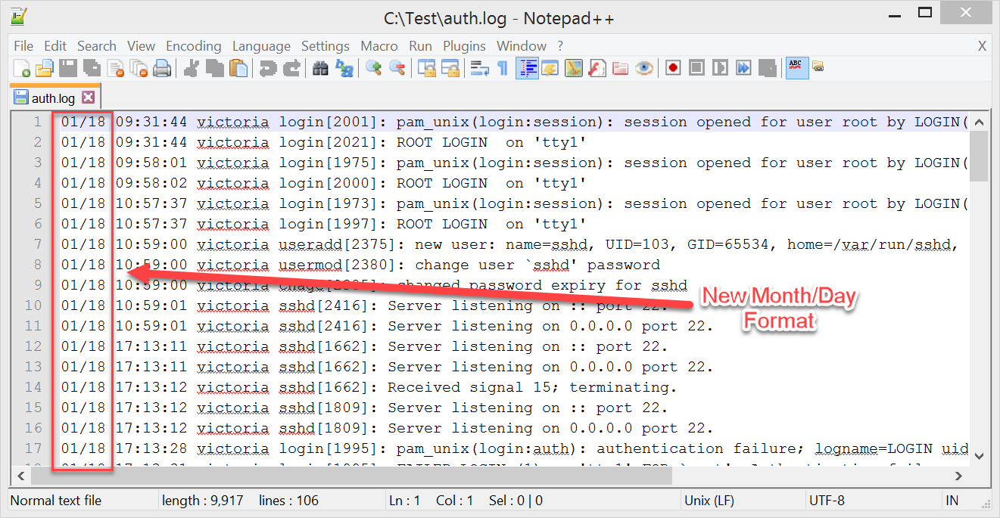 C:\Test\auth.log - Notepad++
File Edit Search View Encoding Language Settings Macro Run Plugins Window ? X
ABC
auth.log
1 01/18 09:31:44 victoria login[2001]: pam_unix(login:session): session opened for user root by LOGIN(
2 01/18 09:31:44 victoria login[2021]: ROOT LOGIN  on 'tty1'
3 01/18 09:58:01 victoria login[1975]: pam_unix(login:session): session opened for user root by LOGIN(
4 01/18 09:58:02 victoria login[2000]: ROOT LOGIN  on 'tty1'
5 01/18 10:57:37 victoria login[1973]: pam_unix(login:session): session opened for user root by LOGIN(
6 01/18 10:57:37 victoria login[1997]: ROOT LOGIN  on 'tty1'
7 01/18 10:59:00 victoria useradd[2375]: new user: name=sshd, UID=103, GID=65534, home=/var/run/sshd,
8 01/18 10:59:00 victoria usermod[2380]: change user `sshd' password
9 01/18 10:59:00 victoria changed password expiry for sshd
10 01/18 10:59:01 victoria sshd[2416]: Server listening on :: port 22.
11 01/18 10:59:01 victoria sshd[2416]: Server listening on 0.0.0.0 port 22.
12 01/18 17:13:11 victoria sshd[1662]: Server listening on :: port 22.
13 01/18 17:13:11 victoria sshd[1662]: Server listening on 0.0.0.0 port 22.
14 01/18 17:13:12 victoria sshd[1662]: Received signal 15; terminating.
15 01/18 17:13:12 victoria sshd[1809]: Server listening on :: port 22.
16 01/18 17:13:12 victoria sshd[1809]: Server listening on 0.0.0.0 port 22.
17 01/18 17:13:28 victoria login[1995]: pam_unix(login:auth): authentication failure; logname=LOGIN uid
New Month/Day
Format
Normal text file length : 9,917 lines : 106 Ln : 1 Col : 1 Sel : 0 | 0 Unix (LF) UTF-8 IN